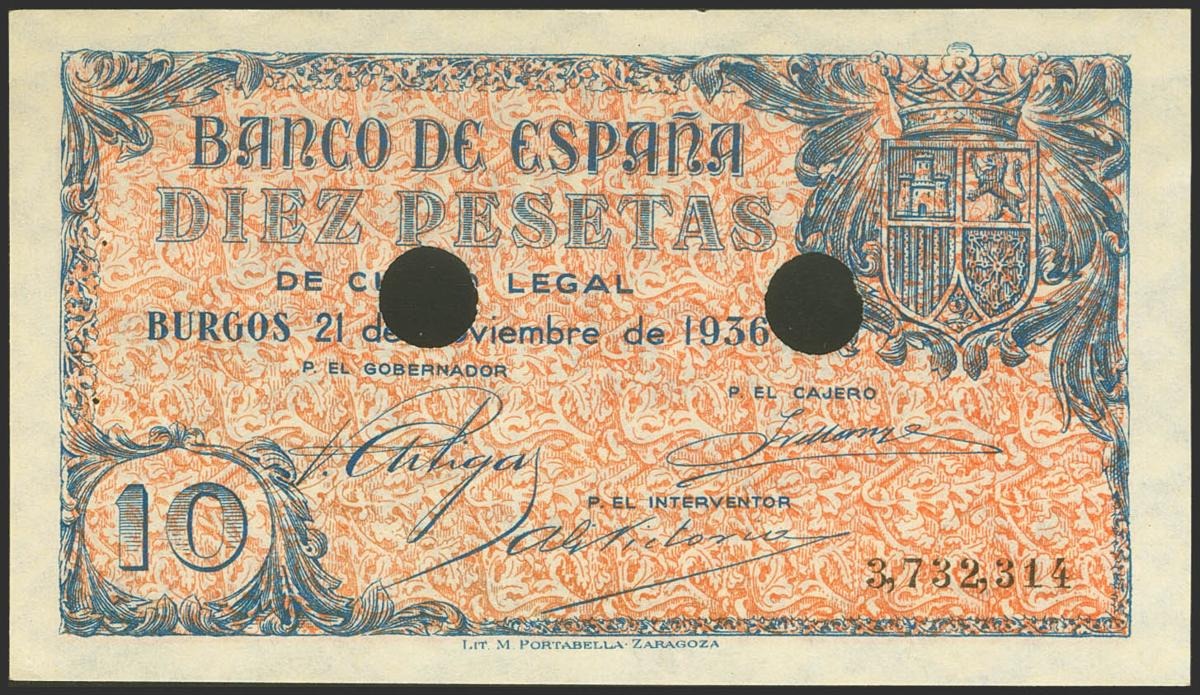 BANCO DE ESPAÑA
DIEZ PESETAS
DE LEGAL
BURGOS 21 de viembre de 1936
P. EL GOBERNADOR
P. EL CAJERO
P. EL INTERVENTOR
10
3,732,314
LIT. M. PORTABELLA-ZARAGOZA